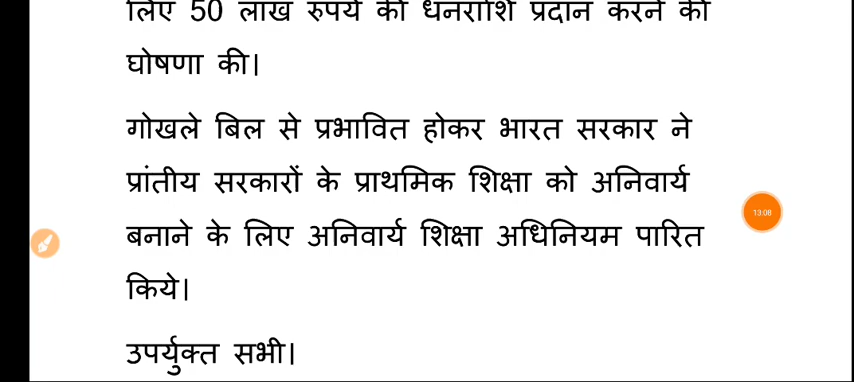 लिए 50 लाख रुपये की धनराशि प्रदान करने की
घोषणा की।
गोखले बिल से प्रभावित होकर भारत सरकार ने
प्रांतीय सरकारों के प्राथमिक शिक्षा को अनिवार्य
बनाने के लिए अनिवार्य शिक्षा अधिनियम पारित
किये।
उपर्युक्त सभी।
13:08